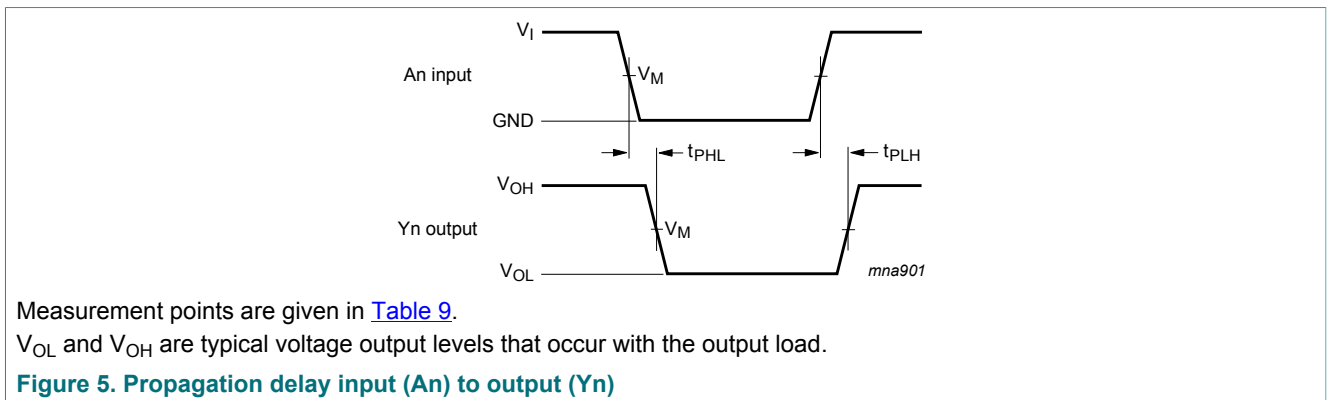 VI
An input
VM
GND
tPHL
tPLH
VOH
Yn output
VM
VOL
mna901
Measurement points are given in Table 9.
VOL and VOH are typical voltage output levels that occur with the output load.
Figure 5. Propagation delay input (An) to output (Yn)